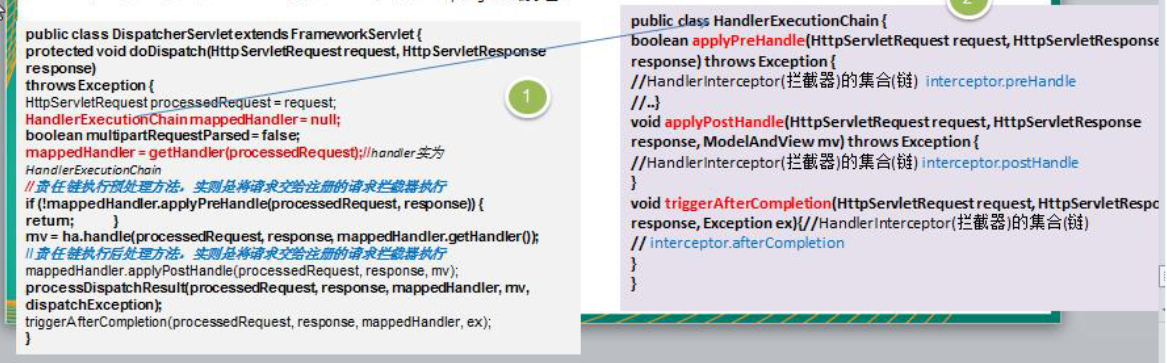 1
public class DispatcherServlet extends FrameworkServlet {
protected void doDispatch(HttpServletRequest request, HttpServletResponse
response)
throws Exception {
HttpServletRequest processedRequest = request;
HandlerExecutionChain mappedHandler = null;
boolean multipartRequestParsed = false;
mappedHandler = getHandler(processedRequest);//handler实为
HandlerExecutionChain
//责任链执行预处理方法，实则是将请求交给注册的请求拦截器执行
if (!mappedHandler.applyPreHandle(processedRequest, response)) {
return; }
mv = ha.handle(processedRequest, response, mappedHandler.getHandler());
//责任链执行后处理方法，实则是将请求交给注册的请求拦截器执行
mappedHandler.applyPostHandle(processedRequest, response, mv);
processDispatchResult(processedRequest, response, mappedHandler, mv,
dispatchException);
triggerAfterCompletion(processedRequest, response, mappedHandler, ex);
}
2
public class HandlerExecutionChain {
boolean applyPreHandle(HttpServletRequest request, HttpServletResponse
response) throws Exception {
//HandlerInterceptor(拦截器)的集合(链) interceptor.preHandle
//..}
void applyPostHandle(HttpServletRequest request, HttpServletResponse
response, ModelAndView mv) throws Exception {
//HandlerInterceptor(拦截器)的集合(链) interceptor.postHandle
}
void triggerAfterCompletion(HttpServletRequest request, HttpServletRespo
response, Exception ex){//HandlerInterceptor(拦截器)的集合(链)
// interceptor.afterCompletion
}
}